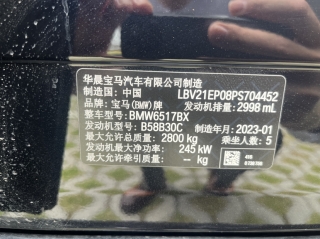 华晨宝马汽车有限公司制造
制造国: 中国 LBV21EP08PS704452
品牌: 宝马(BMW)牌 发动机排量: 2998 mL
整车型号: BMW6517BX
发动机型号: B58B30C 制造年月: 2023-01
最大允许总质量: 2800 kg 乘坐人数: 5
最大净功率: 245 kW
最大允许牵引质量: -- kg